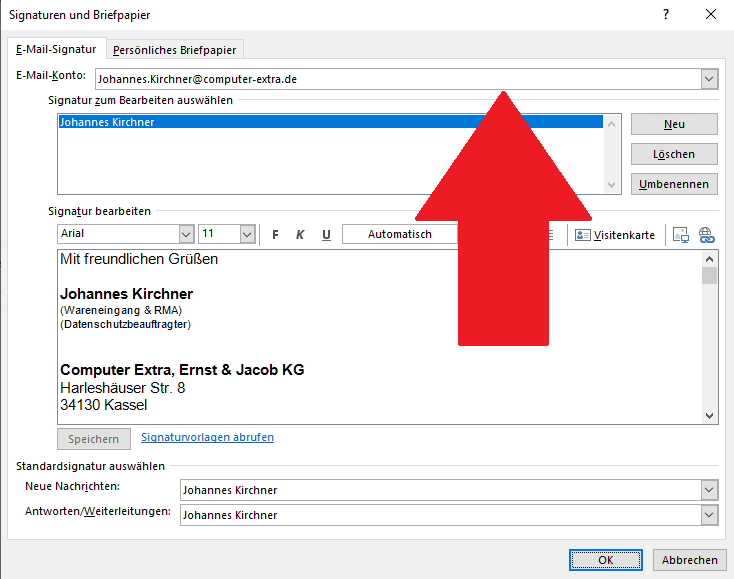 Signaturen und Briefpapier
?
E-Mail-Signatur Persönliches Briefpapier
E-Mail-Konto: Johannes.Kirchner@computer-extra.de
Signatur zum Bearbeiten auswählen
Johannes Kirchner
Neu
Löschen
Umbenennen
Signatur bearbeiten
Arial 11 F K U Automatisch Visitenkarte
Mit freundlichen Grüßen
Johannes Kirchner
(Wareneingang & RMA)
(Datenschutzbeauftragter)
Computer Extra, Ernst & Jacob KG
Harleshäuser Str. 8
34130 Kassel
Speichern Signaturvorlagen abrufen
Standardsignatur auswählen
Neue Nachrichten: Johannes Kirchner
Antworten/Weiterleitungen: Johannes Kirchner
OK Abbrechen